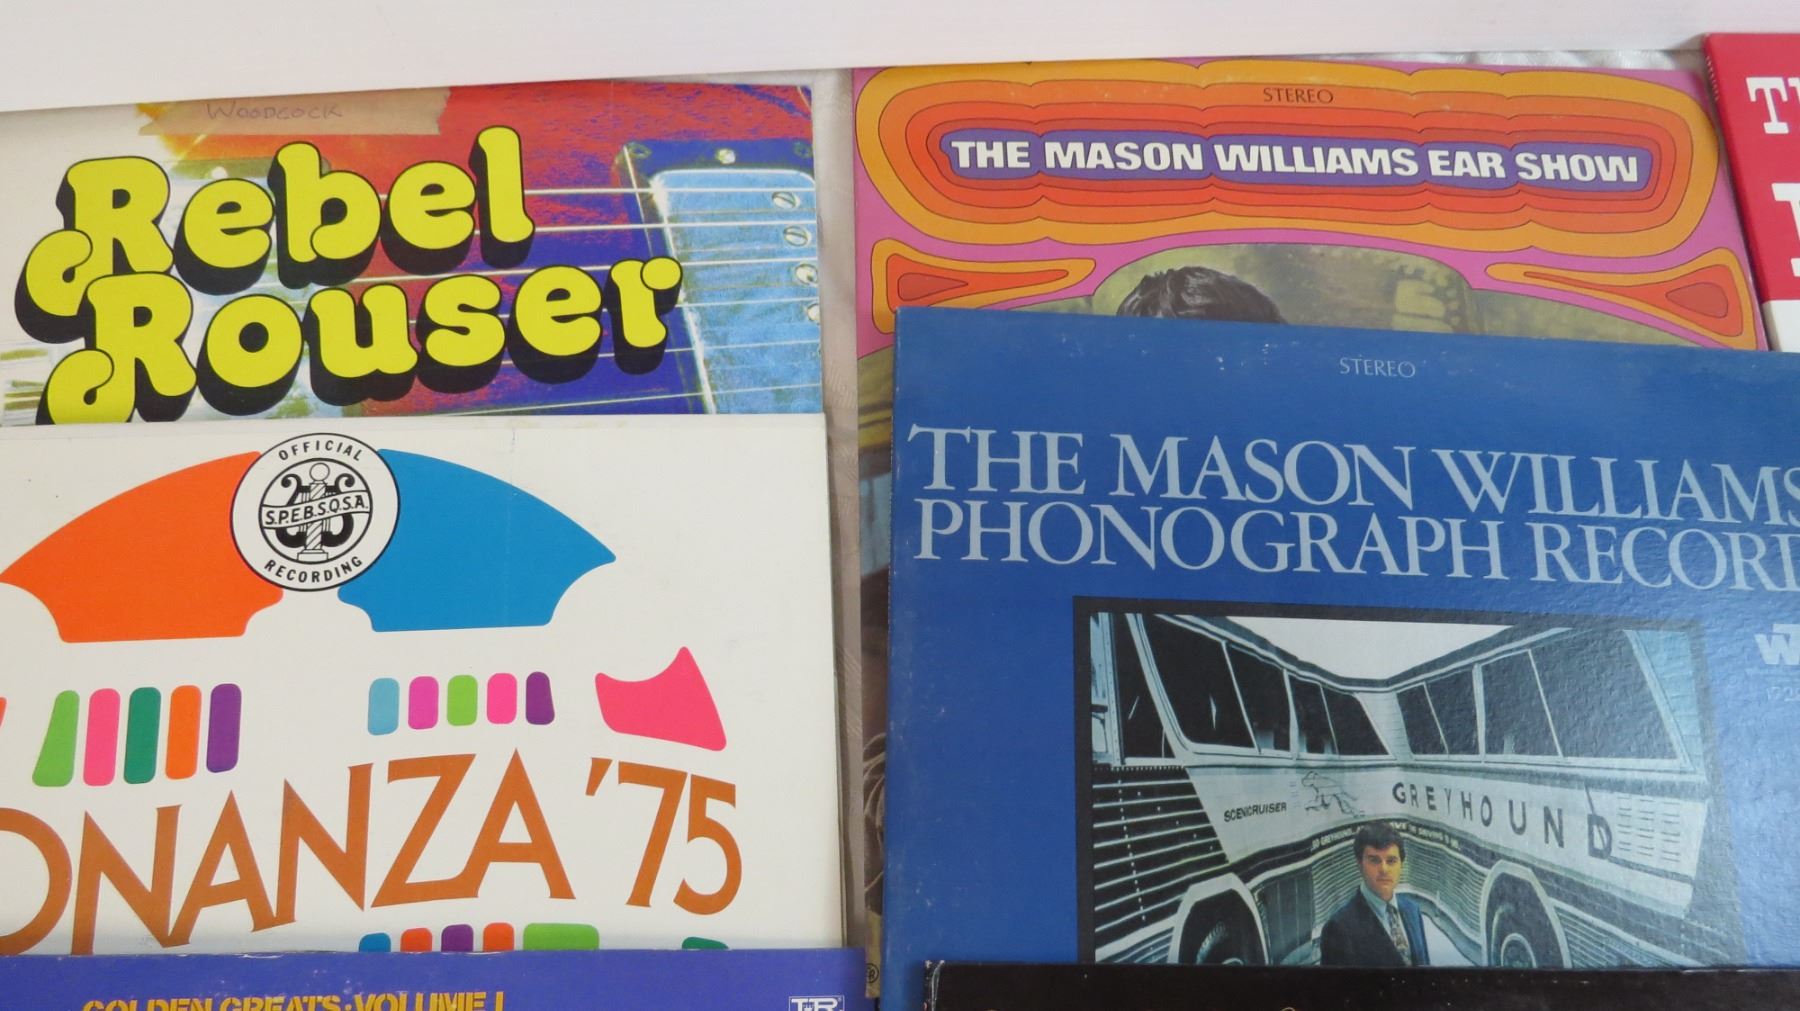 WOODCOCK
Rebel
Rouser
OFFICIAL
S.P.E.B.S.Q.S.A.
RECORDING
ONANZA '75
GOLDEN GREATS · VOLUME 1
STEREO
THE MASON WILLIAMS EAR SHOW
STEREO
THE MASON WILLIAMS
PHONOGRAPH RECORD
W
SCENICRUISER
GREYHOUND